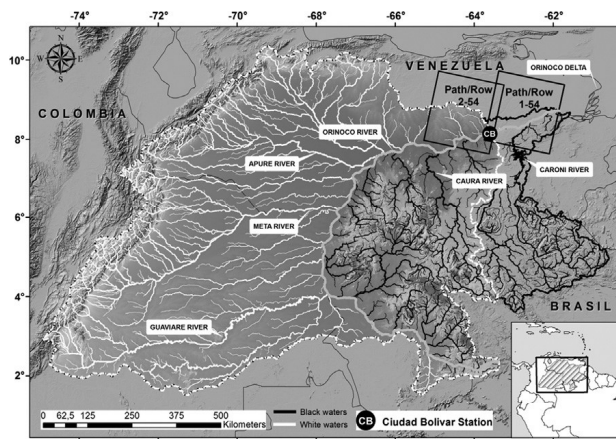 -74° -72° -70° -68° -66° -64° -62°
10°
8°
6°
4°
2°
N
W E
S
VENEZUELA
ORINOCO DELTA
COLOMBIA
Path/Row
2-54
Path/Row
1-54
ORINOCO RIVER
CB
APURE RIVER
CAURA RIVER
CARONI RIVER
META RIVER
BRASIL
GUAVIARE RIVER
0 62,5 125 250 375 500
Kilometers
Black waters
White waters
CB Ciudad Bolivar Station